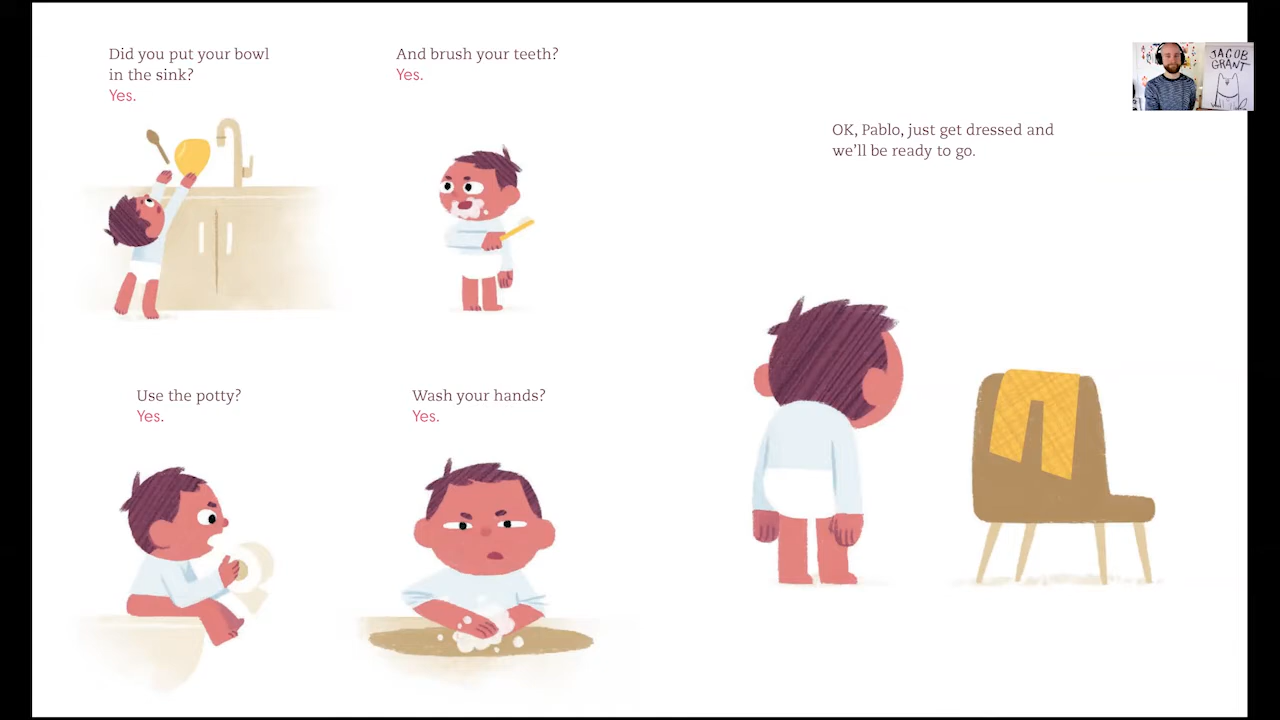 Did you put your bowl
in the sink?
Yes.
And brush your teeth?
Yes.
Use the potty?
Yes.
Wash your hands?
Yes.
OK, Pablo, just get dressed and
we’ll be ready to go.
JACOB
GRANT